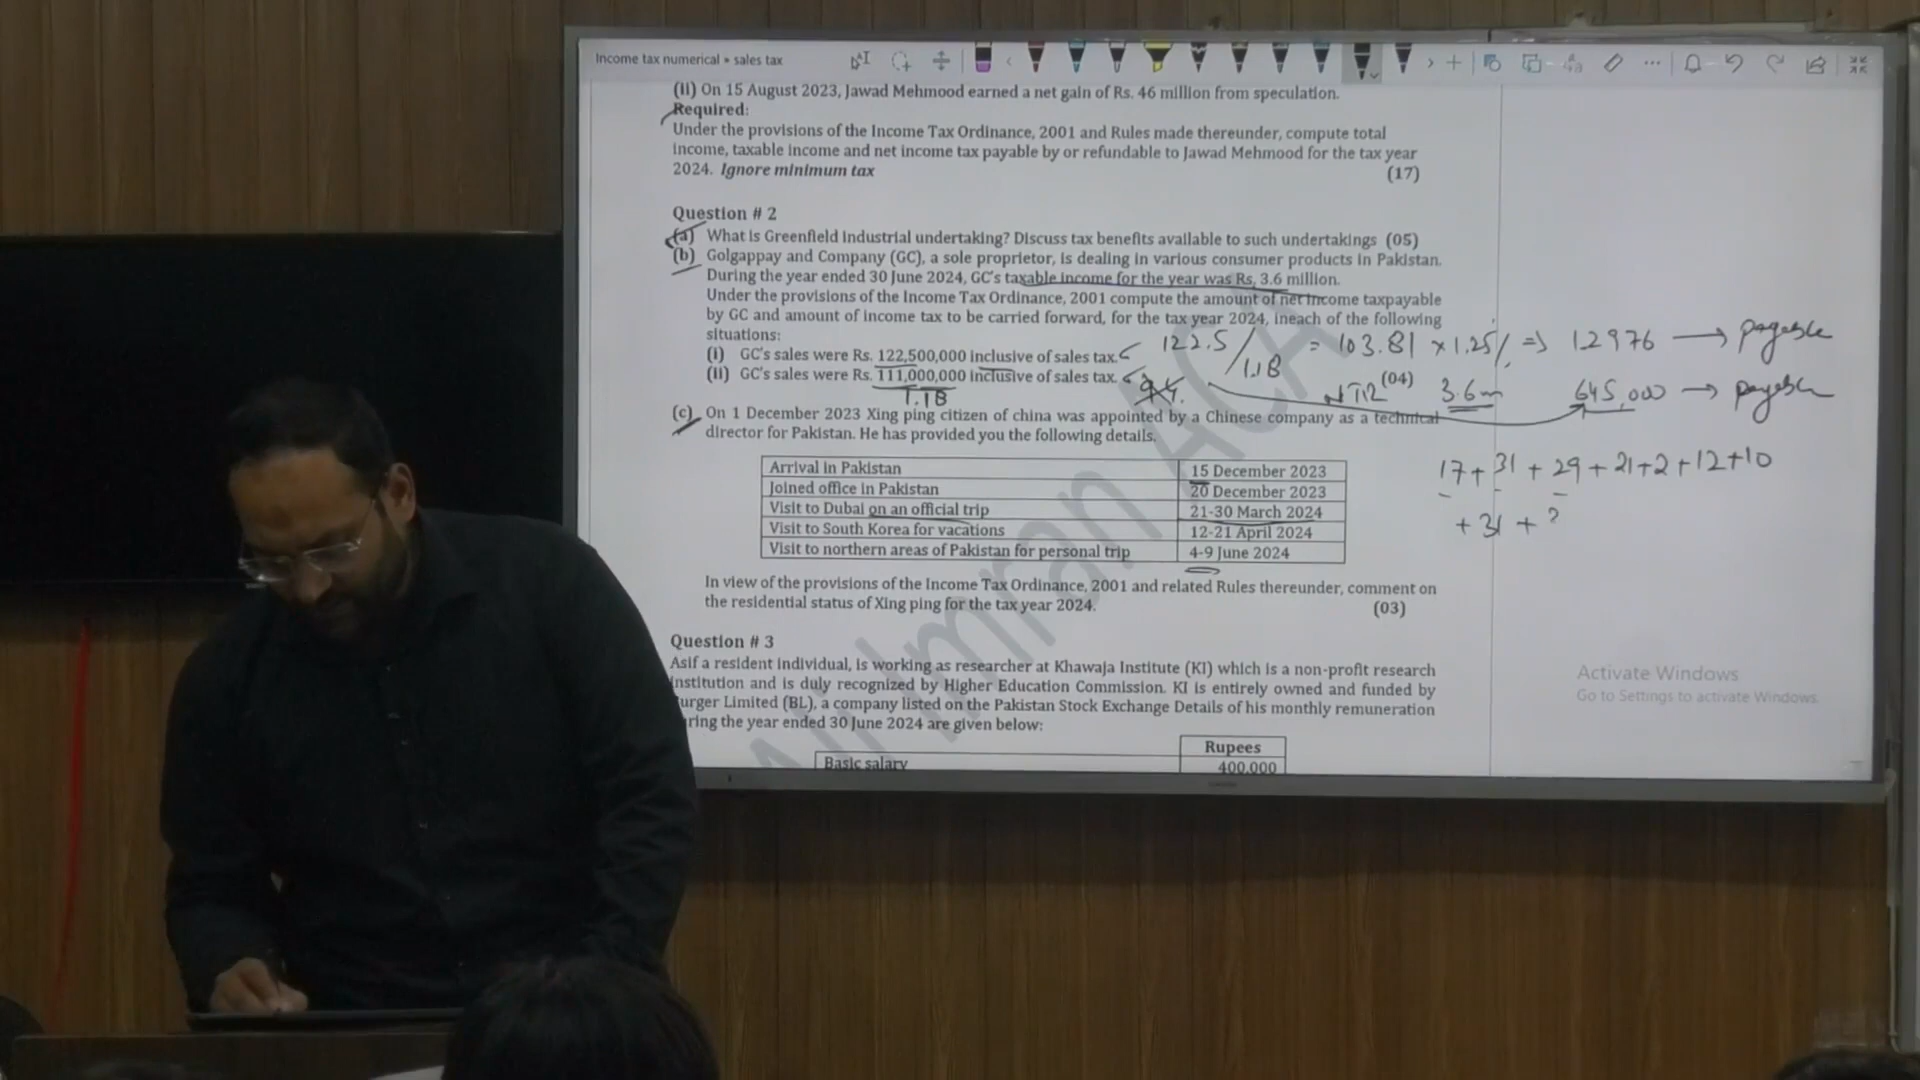 Income tax numerical + sales tax
(ii) On 15 August 2023, Jawad Mehmood earned a net gain of Rs. 46 million from speculation.
Required:
Under the provisions of the Income Tax Ordinance, 2001 and Rules made thereunder, compute total
income, taxable income and net income tax payable by or refundable to Jawad Mehmood for the tax year
2024. Ignore minimum tax (17)
Question # 2
(a) What is Greenfield industrial undertaking? Discuss tax benefits available to such undertakings (05)
(b) Golgappay and Company (GC), a sole proprietor, is dealing in various consumer products in Pakistan.
During the year ended 30 June 2024, GC's taxable income for the year was Rs. 3.6 million.
Under the provisions of the Income Tax Ordinance, 2001 compute the amount of net income taxpayable
by GC and amount of income tax to be carried forward, for the tax year 2024, ineach of the following
situations:
(i) GC's sales were Rs. 122,500,000 inclusive of sales tax.
122.5/1.18 = 103.81 x 1.25% => 12976 → payable
(ii) GC's sales were Rs. 111,000,000 inclusive of sales tax. (04)
1.18
NTI2 3.6m 645,000 → payable
(c) On 1 December 2023 Xing ping citizen of china was appointed by a Chinese company as a technical
director for Pakistan. He has provided you the following details.
Arrival in Pakistan 15 December 2023
Joined office in Pakistan 20 December 2023
Visit to Dubai on an official trip 21-30 March 2024
Visit to South Korea for vacations 12-21 April 2024
Visit to northern areas of Pakistan for personal trip 4-9 June 2024
17+31+29+21+2+12+10
+31+
In view of the provisions of the Income Tax Ordinance, 2001 and related Rules thereunder, comment on
the residential status of Xing ping for the tax year 2024. (03)
Question # 3
Asif a resident individual, is working as researcher at Khawaja Institute (KI) which is a non-profit research
institution and is duly recognized by Higher Education Commission. KI is entirely owned and funded by
urger Limited (BL), a company listed on the Pakistan Stock Exchange Details of his monthly remuneration
ring the year ended 30 June 2024 are given below:
Rupees
Basic salary 400,000
Activate Windows
Go to Settings to activate Windows.
Imran ACA